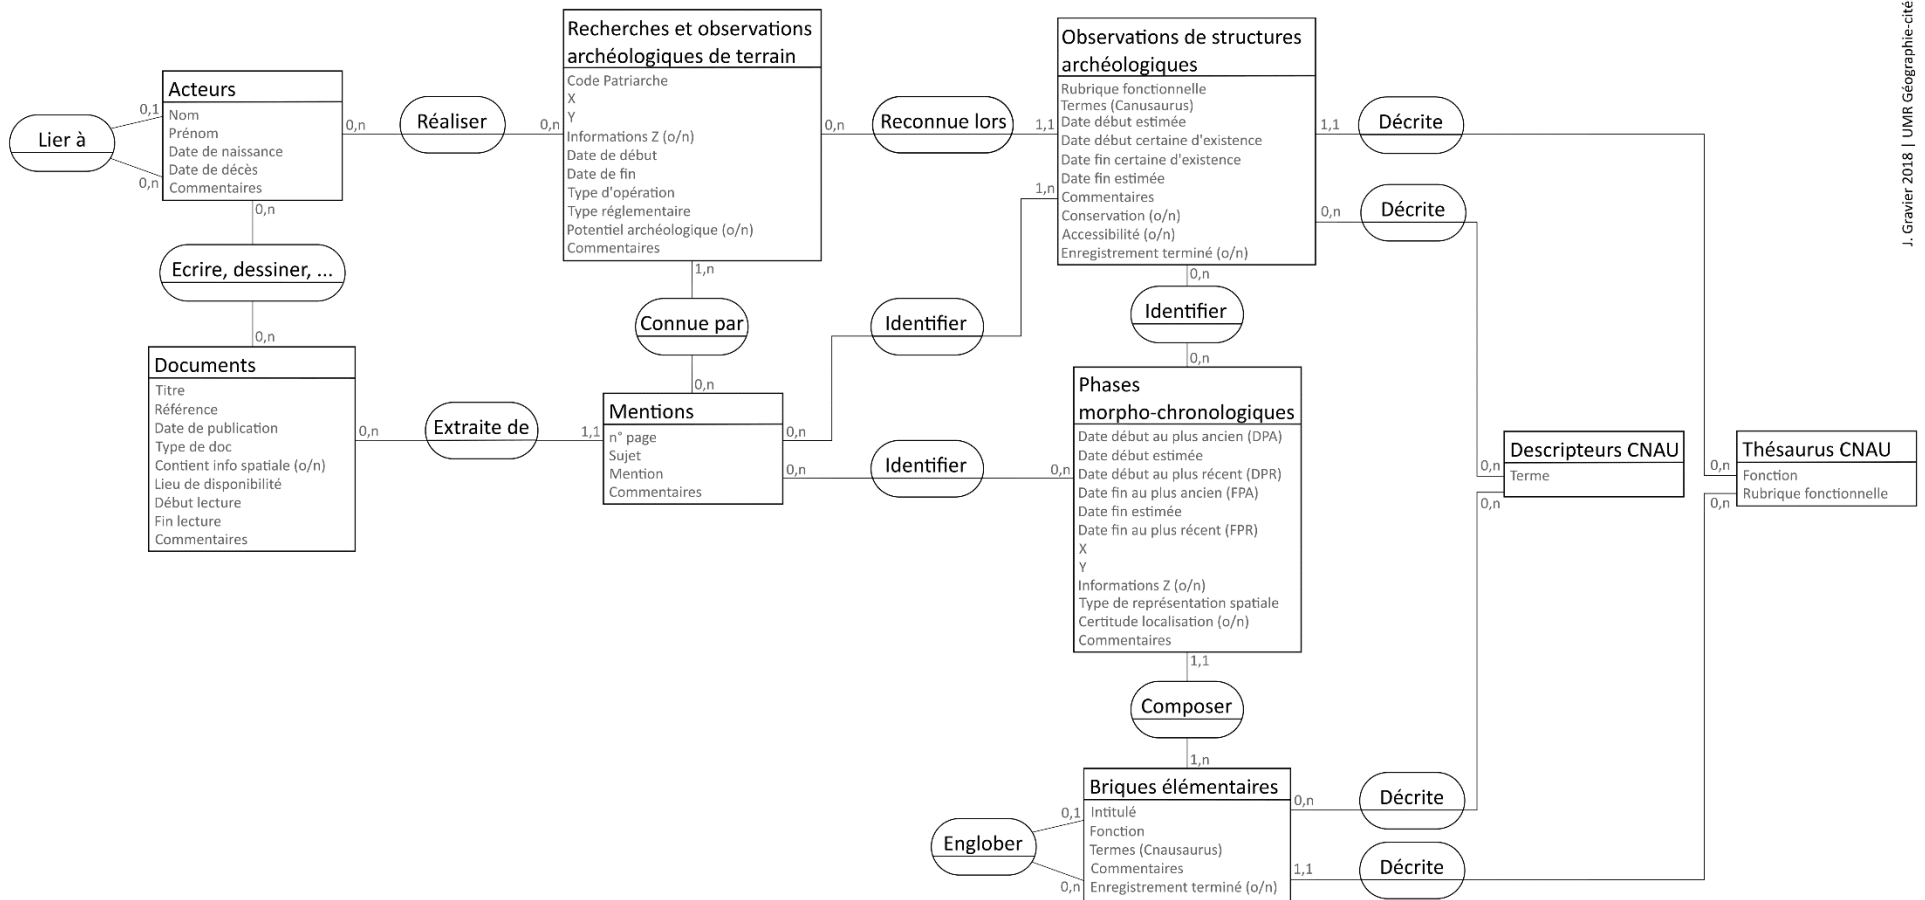 J. Gravier 2018 | UMR Géographie-cité
Lier à
0,1
0,n
Acteurs
Nom
Prénom
Date de naissance
Date de décès
Commentaires
0,n
Réaliser
0,n
Recherches et observations
archéologiques de terrain
Code Patriarche
X
Y
Informations Z (o/n)
Date de début
Date de fin
Type d'opération
Type réglementaire
Potentiel archéologique (o/n)
Commentaires
0,n
Reconnue lors
1,1
1,n
Observations de structures
archéologiques
Rubrique fonctionnelle
Termes (Canusaurus)
Date début estimée
Date début certaine d'existence
Date fin certaine d'existence
Date fin estimée
Commentaires
Conservation (o/n)
Accessibilité (o/n)
Enregistrement terminé (o/n)
1,1
Décrite
0,n
Décrite
0,n
Ecrire, dessiner, ...
0,n
1,n
Connue par
0,n
Identifier
0,n
Identifier
0,n
Documents
Titre
Référence
Date de publication
Type de doc
Contient info spatiale (o/n)
Lieu de disponibilité
Début lecture
Fin lecture
Commentaires
0,n
Extraite de
1,1
Mentions
n° page
Sujet
Mention
Commentaires
0,n
0,n
Identifier
0,n
Phases
morpho-chronologiques
Date début au plus ancien (DPA)
Date début estimée
Date début au plus récent (DPR)
Date fin au plus ancien (FPA)
Date fin estimée
Date fin au plus récent (FPR)
X
Y
Informations Z (o/n)
Type de représentation spatiale
Certitude localisation (o/n)
Commentaires
0,n
0,n
Descripteurs CNAU
Terme
0,n
0,n
Thésaurus CNAU
Fonction
Rubrique fonctionnelle
1,1
Composer
1,n
Englober
0,1
0,n
Briques élémentaires
Intitulé
Fonction
Termes (Cnausaurus)
Commentaires
Enregistrement terminé (o/n)
0,n
Décrite
1,1
Décrite